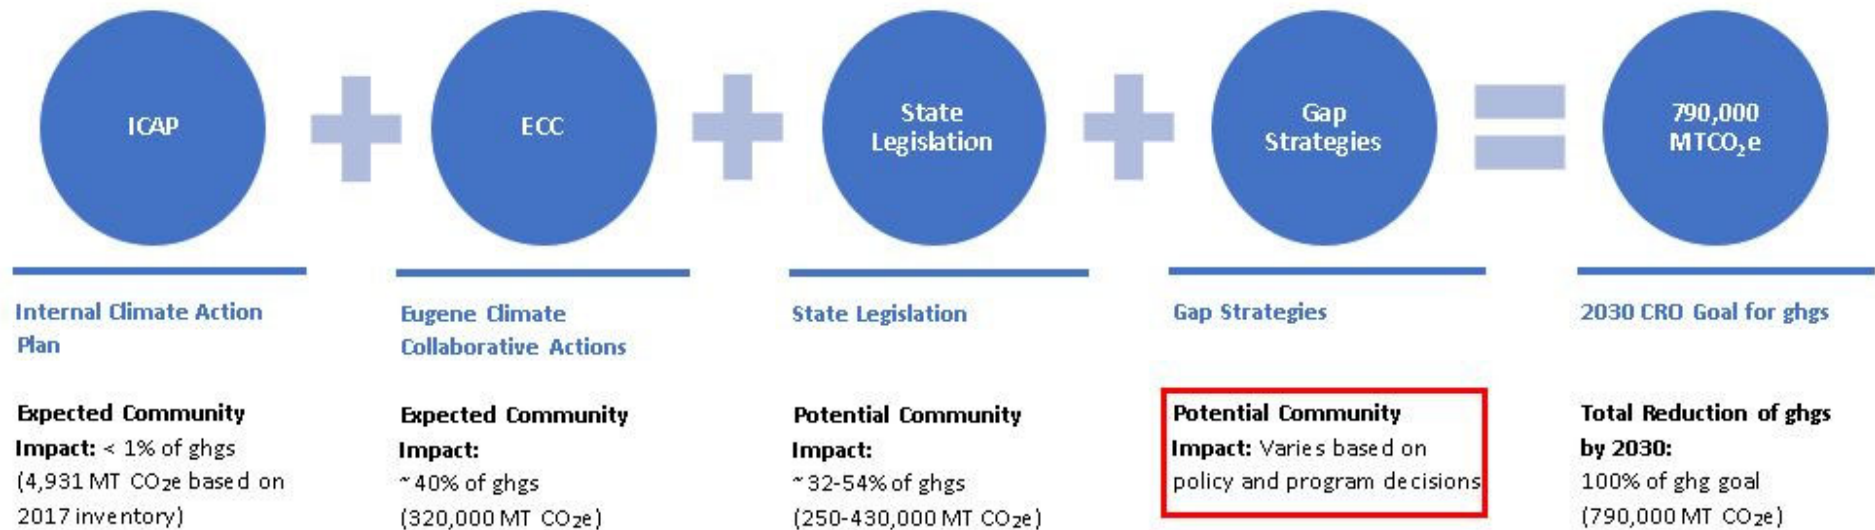 ICAP
ECC
State
Legislation
Gap
Strategies
790,000
MTCO₂e
Internal Climate Action
Plan
Expected Community
Impact: < 1% of ghgs
(4,931 MT CO₂e based on
2017 inventory)
Eugene Climate
Collaborative Actions
Expected Community
Impact:
~ 40% of ghgs
(320,000 MT CO₂e)
State Legislation
Potential Community
Impact:
~ 32-54% of ghgs
(250-430,000 MT CO₂e)
Gap Strategies
Potential Community
Impact: Varies based on
policy and program decisions
2030 CRO Goal for ghgs
Total Reduction of ghgs
by 2030:
100% of ghg goal
(790,000 MT CO₂e)